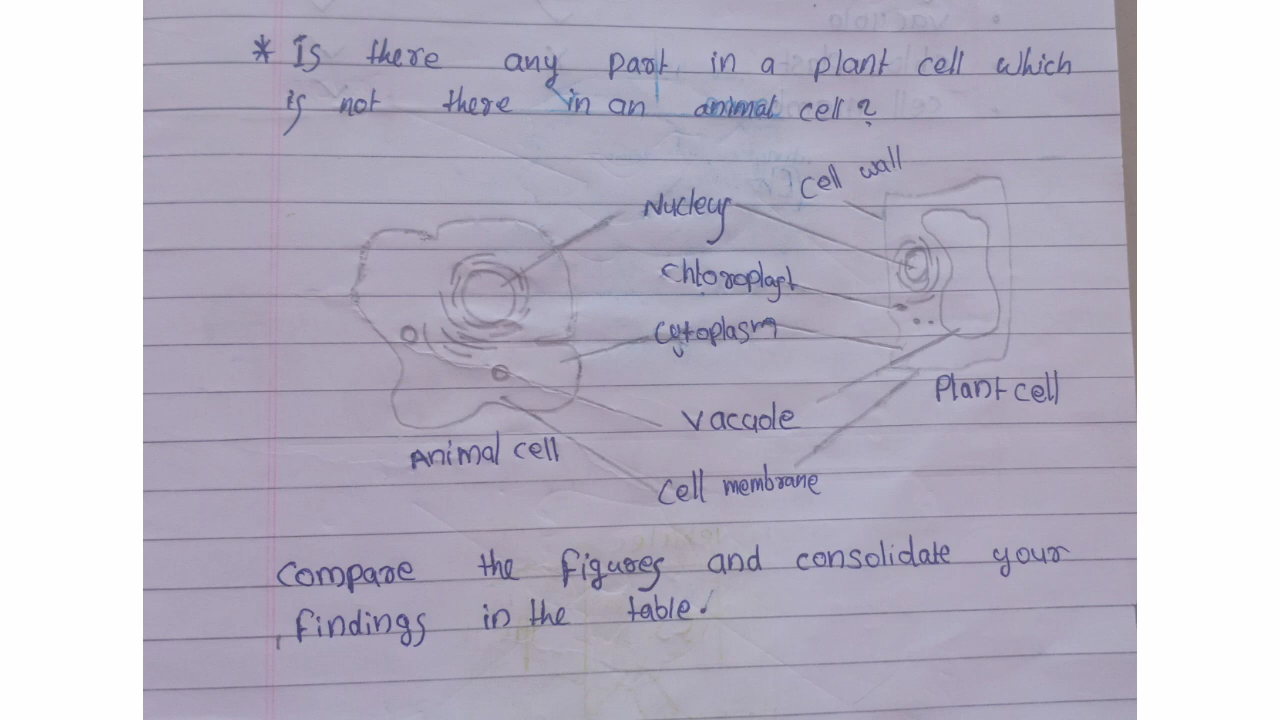 * Is there any part in a plant cell which
is not there in an animal cell?
cell wall
Nucleus
chloroplast
cytoplasm
Plant cell
vacuole
Animal cell
cell membrane
compare the figures and consolidate your
findings in the table.